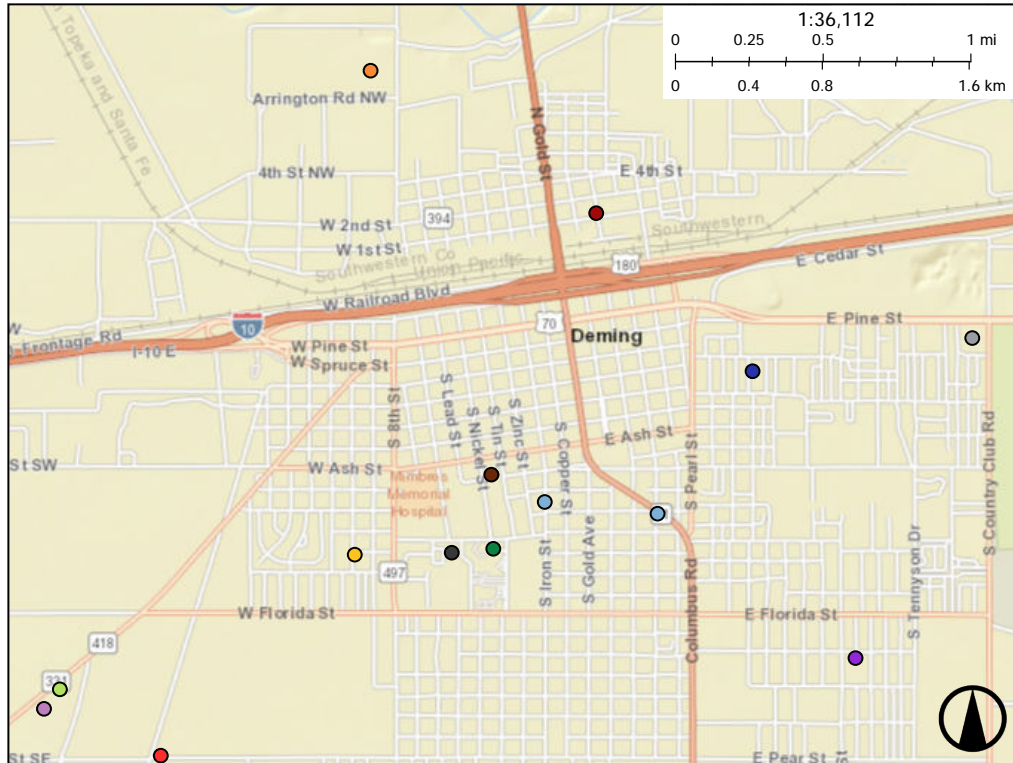 1:36,112
0 0.25 0.5 1 mi
0 0.4 0.8 1.6 km
Topeka and Santa Fe
Arrington Rd NW
N Gold St
4th St NW
E 4th St
394
W 2nd St
W 1st St
Southwestern
Southwestern Co
Union Pacific
180
E Cedar St
W Railroad Blvd
10
70
E Pine St
Frontage Rd
I-10 E
Deming
W Pine St
W Spruce St
S 8th St
S Lead St
S Nickel St
S Tin St
S Zinc St
S Copper St
E Ash St
S Pearl St
S Country Club Rd
St SW
W Ash St
Mimbres
Memorial
Hospital
S Iron St
S Gold Ave
S Tennyson Dr
497
Columbus Rd
W Florida St
E Florida St
418
331
St SE
E Pear St